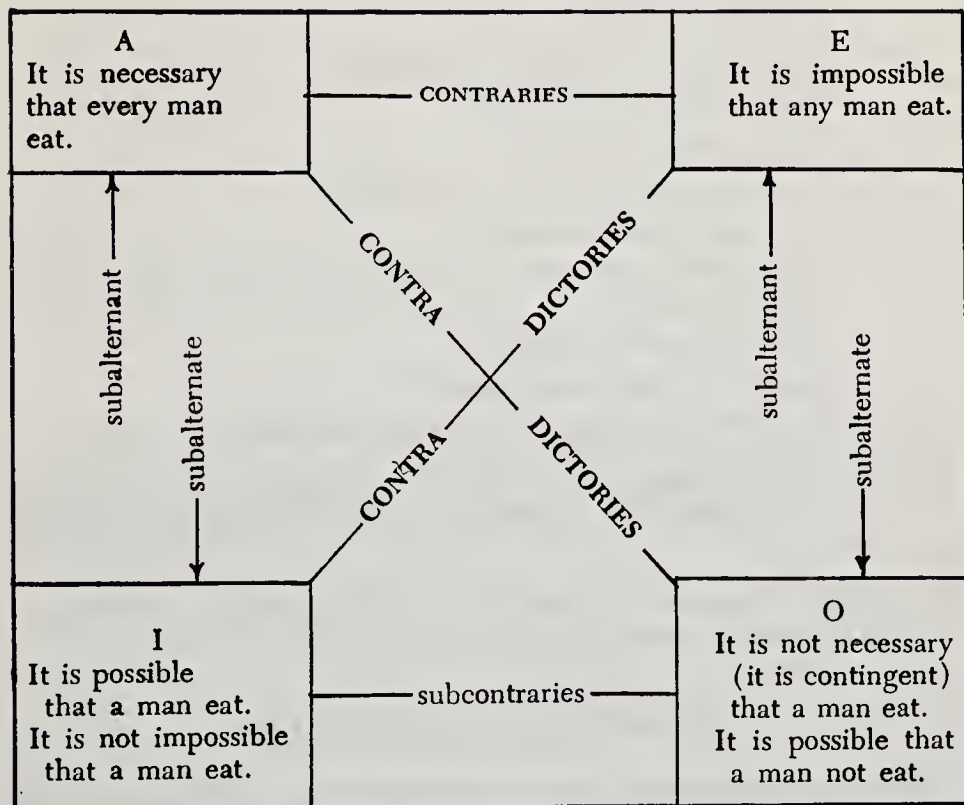 A
It is necessary
that every man
eat.
CONTRARIES
E
It is impossible
that any man eat.
CONTRA
DICTORIES
CONTRA
DICTORIES
subalternant
subalternate
subalternant
subalternate
I
It is possible
that a man eat.
It is not impossible
that a man eat.
subcontraries
O
It is not necessary
(it is contingent)
that a man eat.
It is possible that
a man not eat.